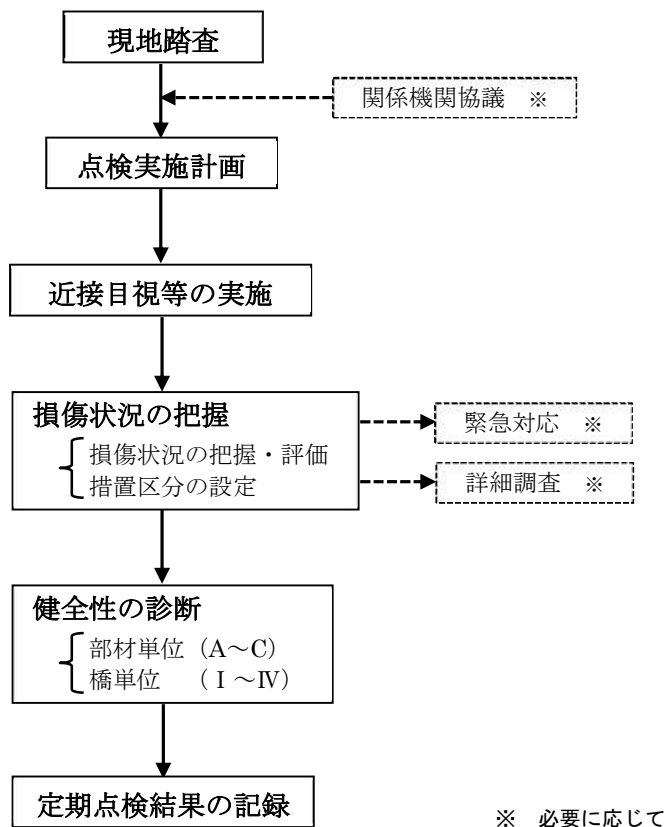 現地踏査
関係機関協議 ※
点検実施計画
近接目視等の実施
損傷状況の把握
損傷状況の把握・評価
措置区分の設定
緊急対応 ※
詳細調査 ※
健全性の診断
部材単位（A～C）
橋単位 （Ⅰ～Ⅳ）
定期点検結果の記録
※ 必要に応じて